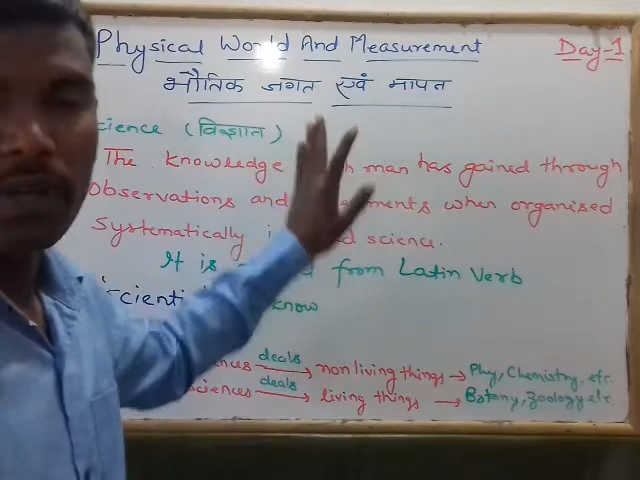 Physical World And Measurement
Day-1
भौतिक जगत एवं मापन
cience (विज्ञान)
The knowledge h man has gained through
Observations and ments when organised
Systematically i d science.
It is from Latin Verb
Scienti know
nces deals → non living things → Phy, Chemistry, etc.
sciences deals → living things → Botany, Zoology etc.